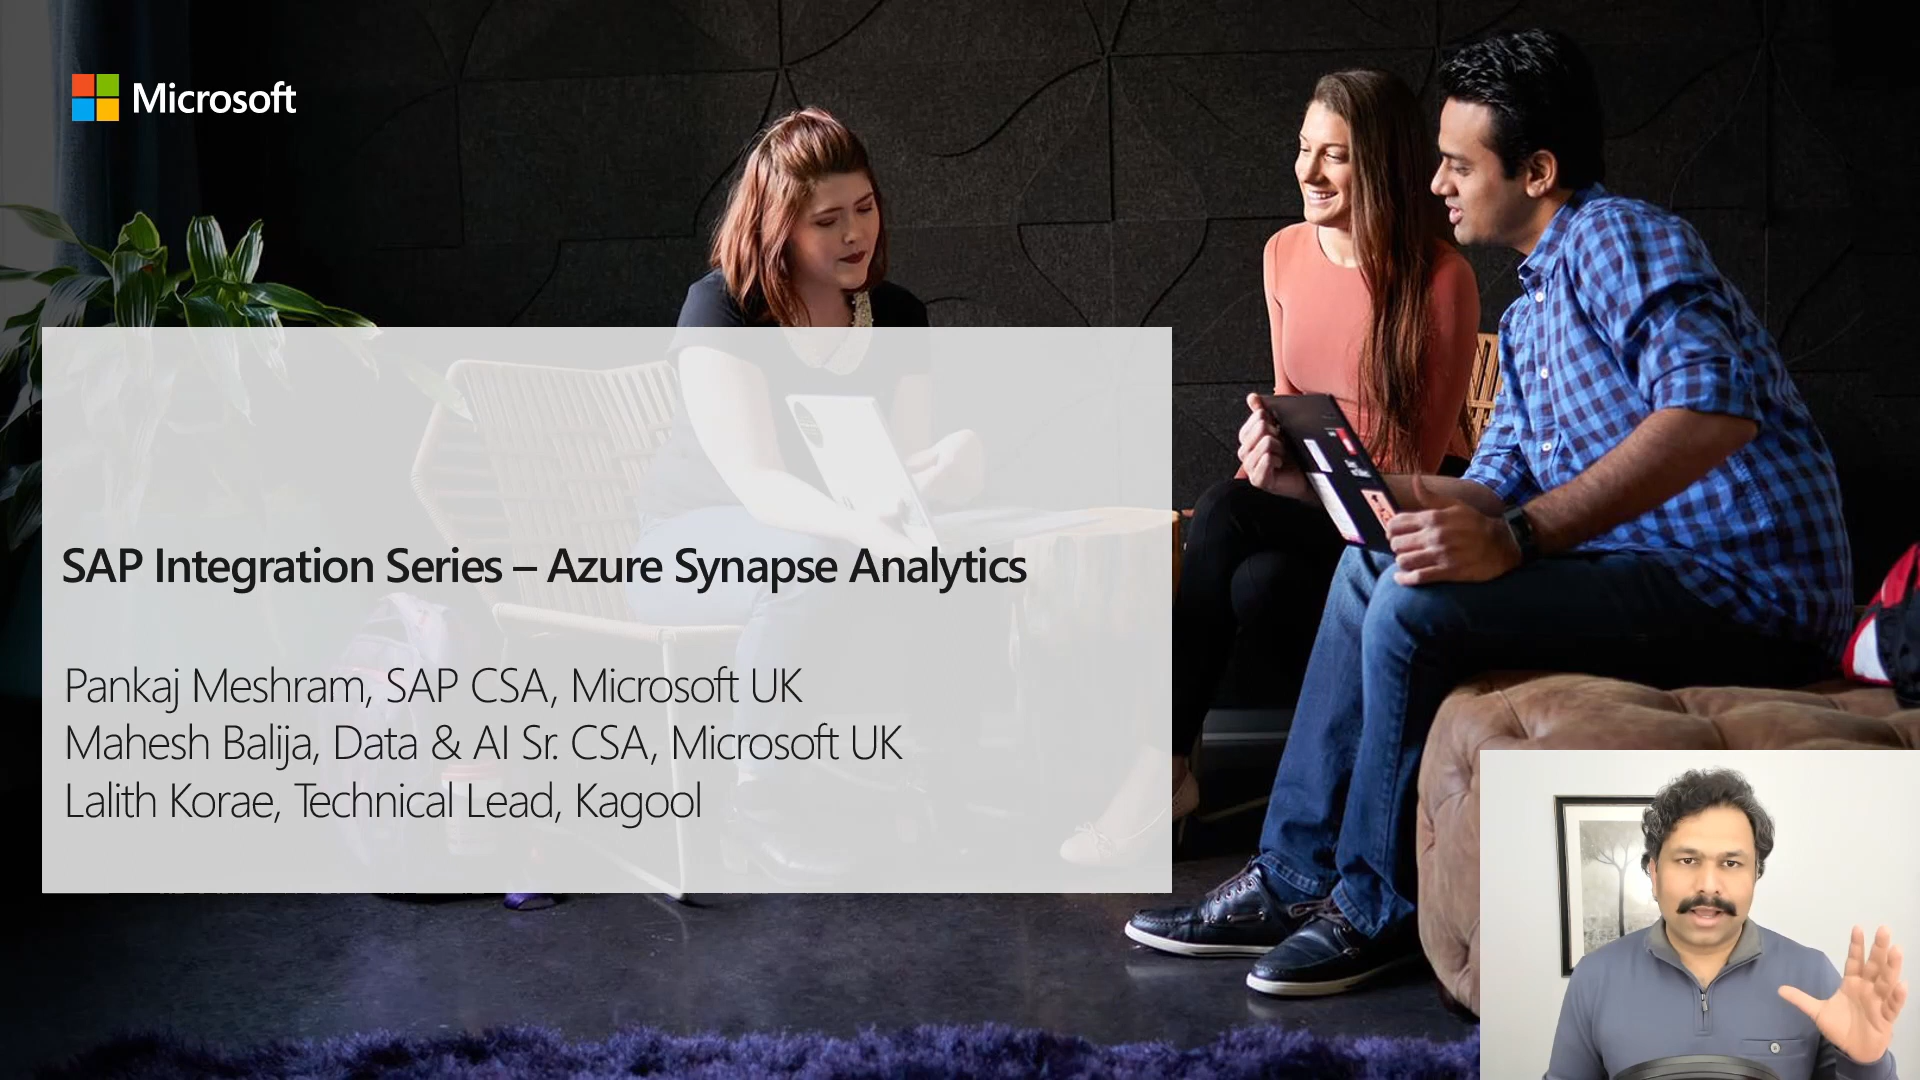 Microsoft
SAP Integration Series – Azure Synapse Analytics
Pankaj Meshram, SAP CSA, Microsoft UK
Mahesh Balija, Data & AI Sr. CSA, Microsoft UK
Lalith Korae, Technical Lead, Kagool